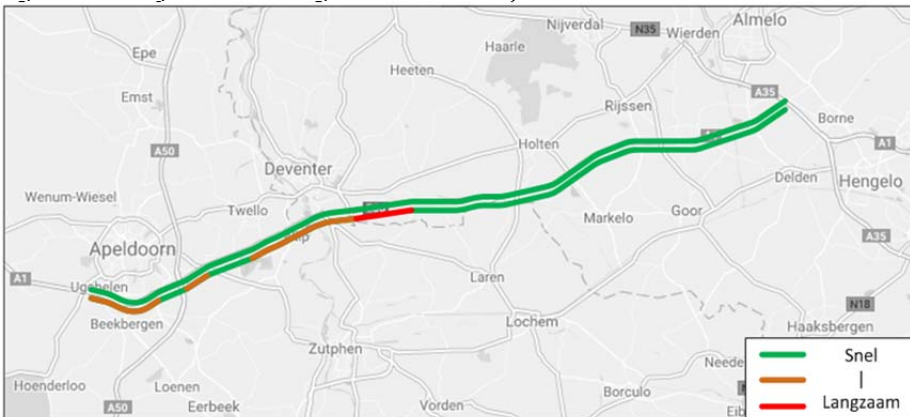 Nijverdal
Almelo
N35
Wierden
Haarle
Epe
Heeten
A35
Emst
Rijssen
Borne
A50
Holten
A1
Deventer
Delden
Hengelo
Wenum-Wiesel
Twello
Goor
Markelo
A35
Apeldoorn
A1
Laren
Ugchelen
N18
Beekbergen
Lochem
Haaksbergen
Zutphen
Snel
Neede
|
Hoenderloo
Loenen
Borculo
A50
Eerbeek
Vorden
Langzaam